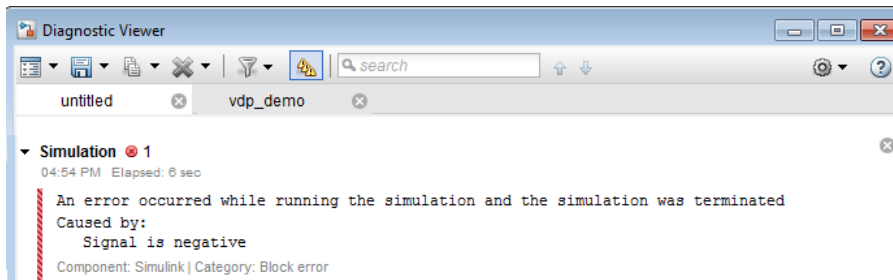 Diagnostic Viewer
search
untitled vdp_demo
Simulation 1
04:54 PM Elapsed: 6 sec
An error occurred while running the simulation and the simulation was terminated
Caused by:
Signal is negative
Component: Simulink | Category: Block error